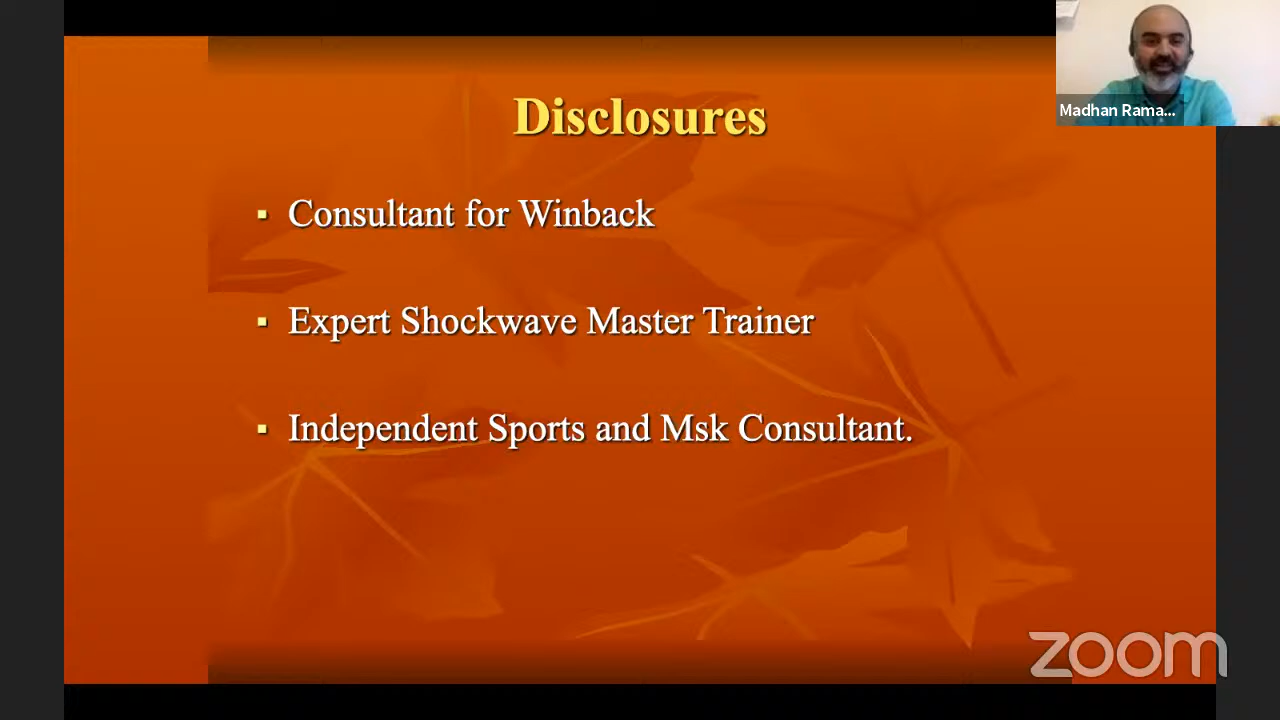 Disclosures
Madhan Rama...
▪ Consultant for Winback
▪ Expert Shockwave Master Trainer
▪ Independent Sports and Msk Consultant.
zoom